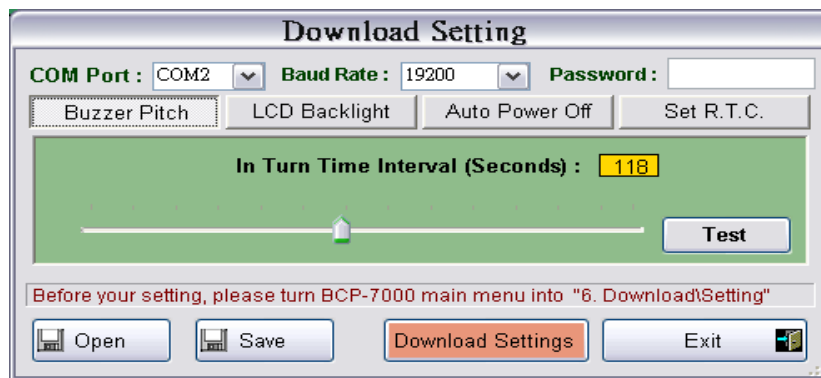 Download Setting
COM Port : COM2 Baud Rate : 19200 Password :
Buzzer Pitch LCD Backlight Auto Power Off Set R.T.C.
In Turn Time Interval (Seconds) : 118
Test
Before your setting, please turn BCP-7000 main menu into "6. Download\Setting"
Open Save Download Settings Exit